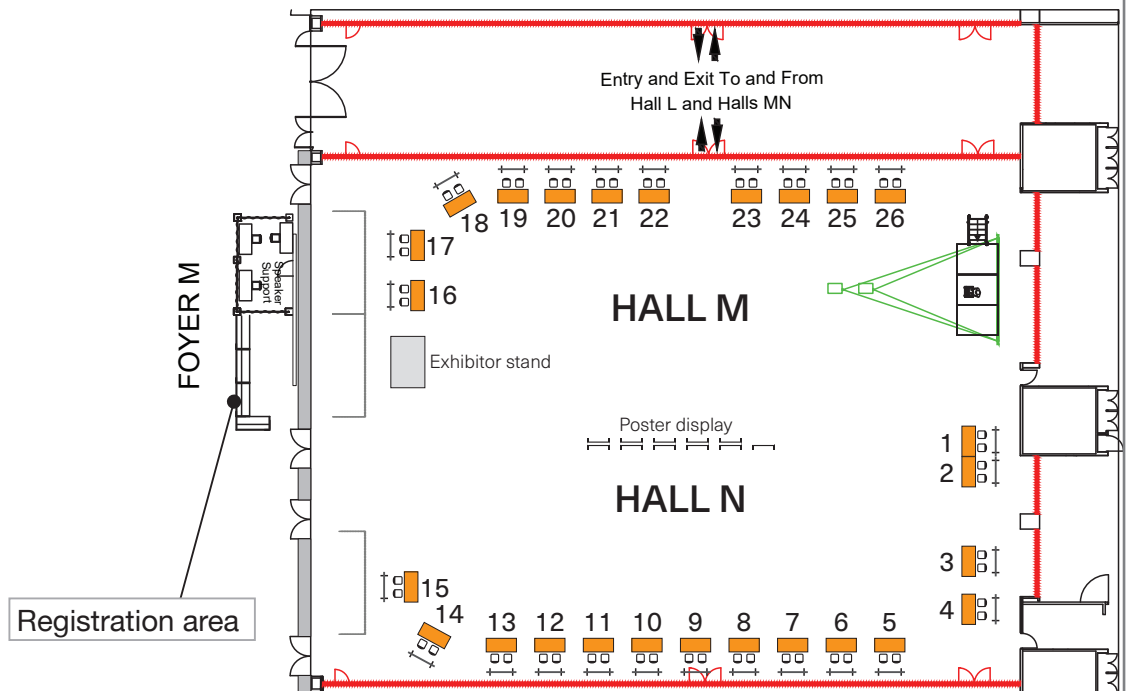 Entry and Exit To and From
Hall L and Halls MN
18
19
20
21
22
23
24
25
26
17
Speaker
Support
FOYER M
16
HALL M
Exhibitor stand
Poster display
1
2
HALL N
3
15
4
14
13
12
11
10
9
8
7
6
5
Registration area